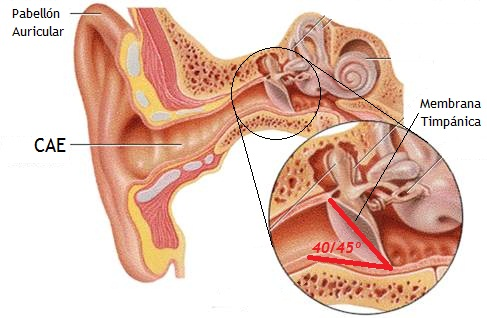 Pabellón
Auricular
CAE
Membrana
Timpánica
40/45º